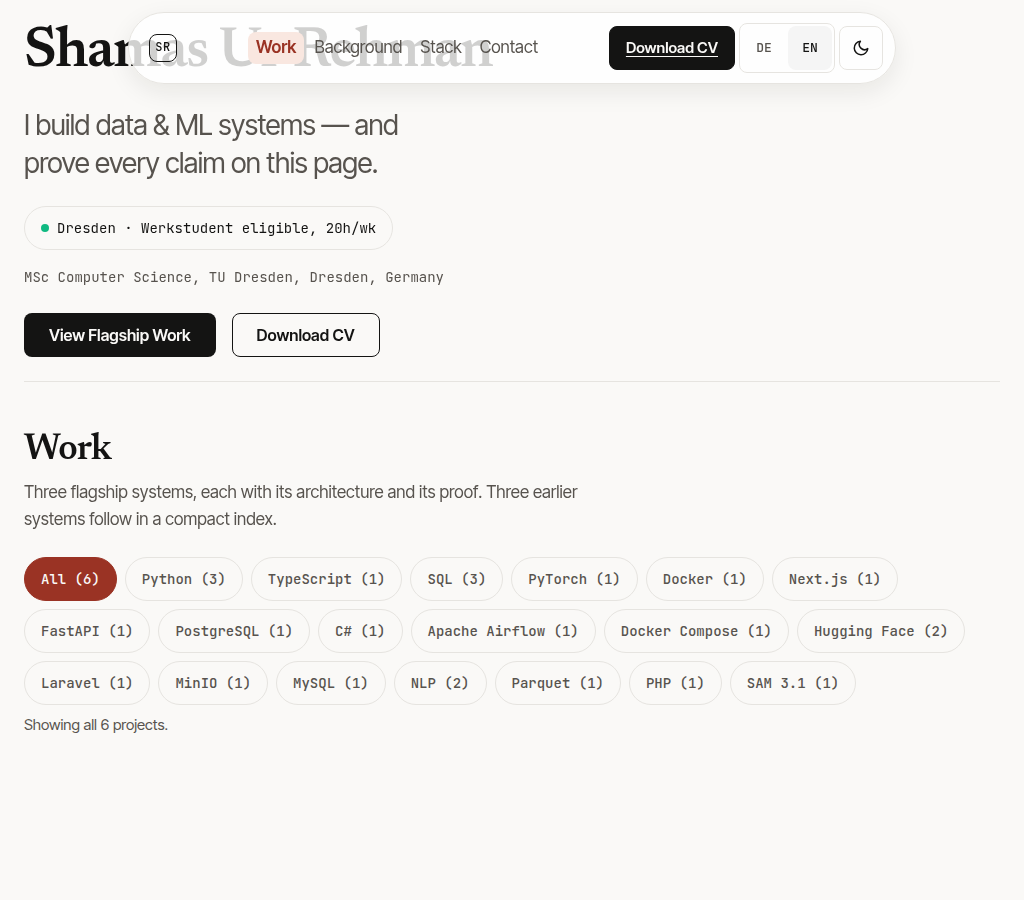 Shamas Ur Rehman
SR Work Background Stack Contact Download CV DE EN
I build data & ML systems — and
prove every claim on this page.
Dresden · Werkstudent eligible, 20h/wk
MSc Computer Science, TU Dresden, Dresden, Germany
View Flagship Work Download CV
Work
Three flagship systems, each with its architecture and its proof. Three earlier
systems follow in a compact index.
All (6) Python (3) TypeScript (1) SQL (3) PyTorch (1) Docker (1) Next.js (1)
FastAPI (1) PostgreSQL (1) C# (1) Apache Airflow (1) Docker Compose (1) Hugging Face (2)
Laravel (1) MinIO (1) MySQL (1) NLP (2) Parquet (1) PHP (1) SAM 3.1 (1)
Showing all 6 projects.